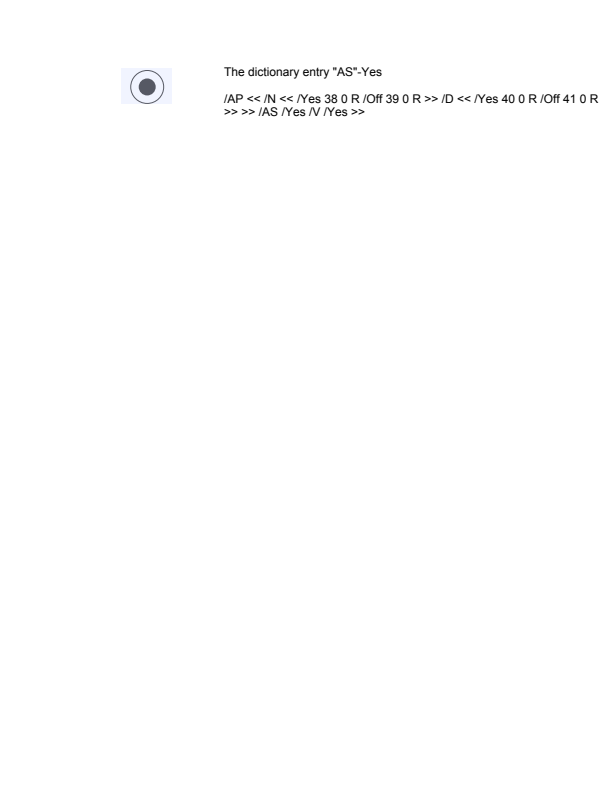 The dictionary entry "AS"-Yes
/AP << /N << /Yes 38 0 R /Off 39 0 R >> /D << /Yes 40 0 R /Off 41 0 R
>> >> /AS /Yes /V /Yes >>